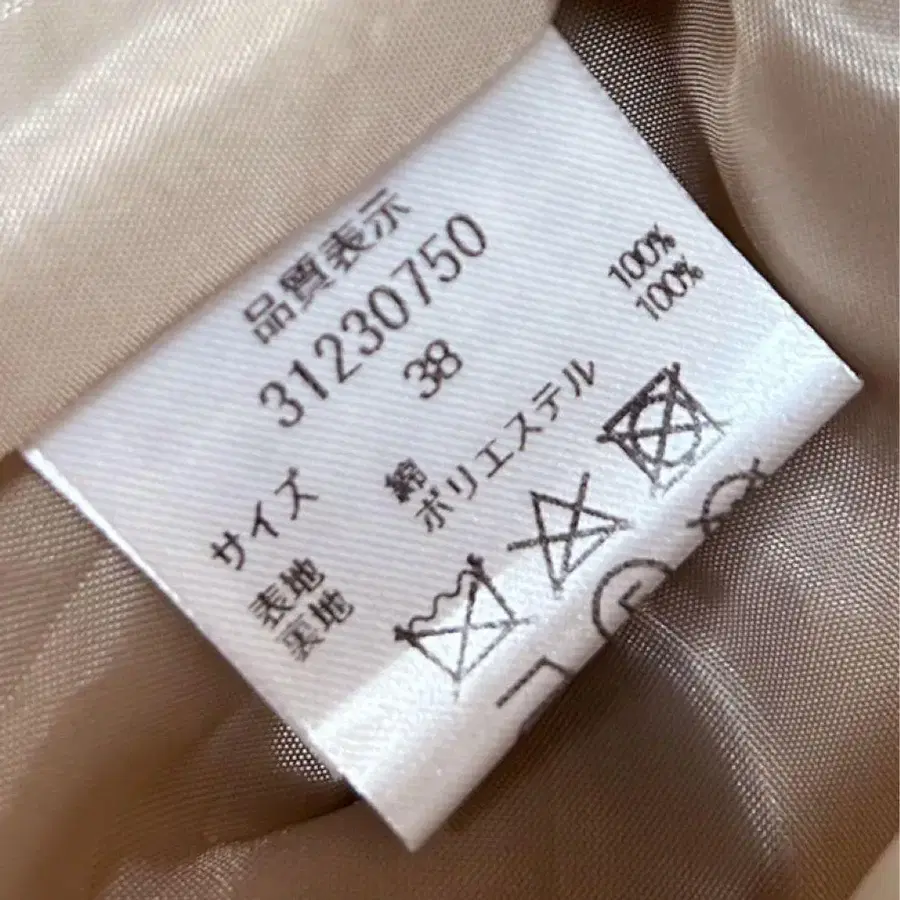 品質表示
31230750
サイズ 38
表地 綿 100%
裏地 ポリエステル 100%